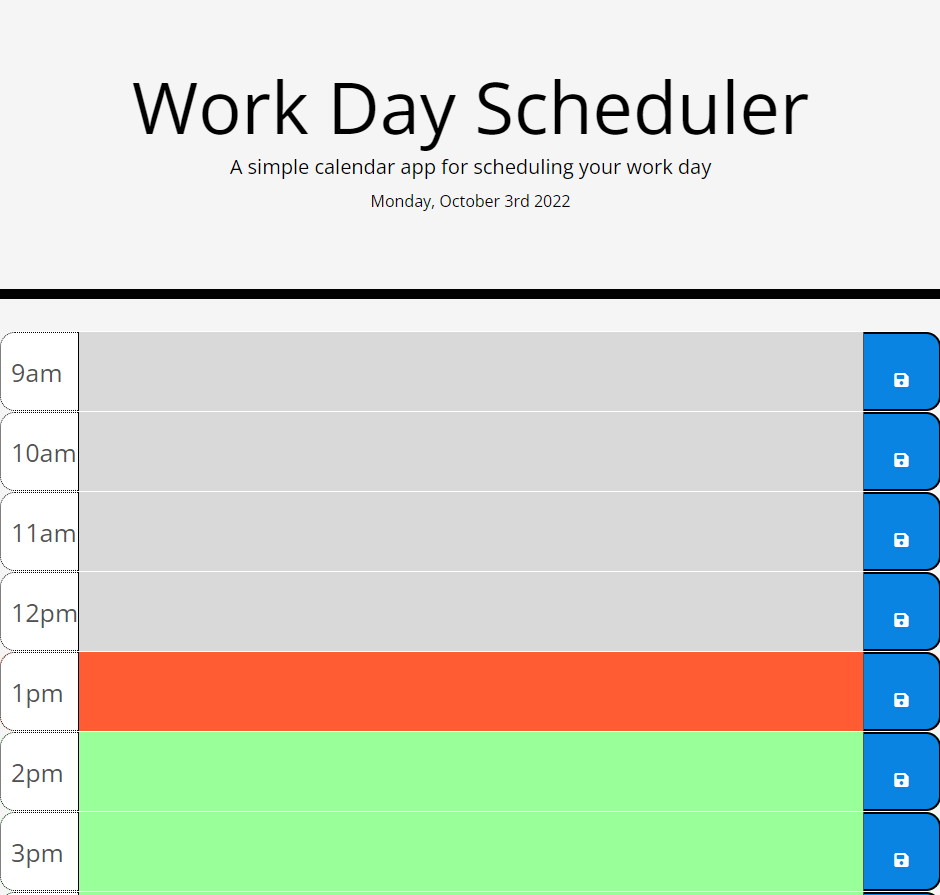 Work Day Scheduler
A simple calendar app for scheduling your work day
Monday, October 3rd 2022
9am
10am
11am
12pm
1pm
2pm
3pm